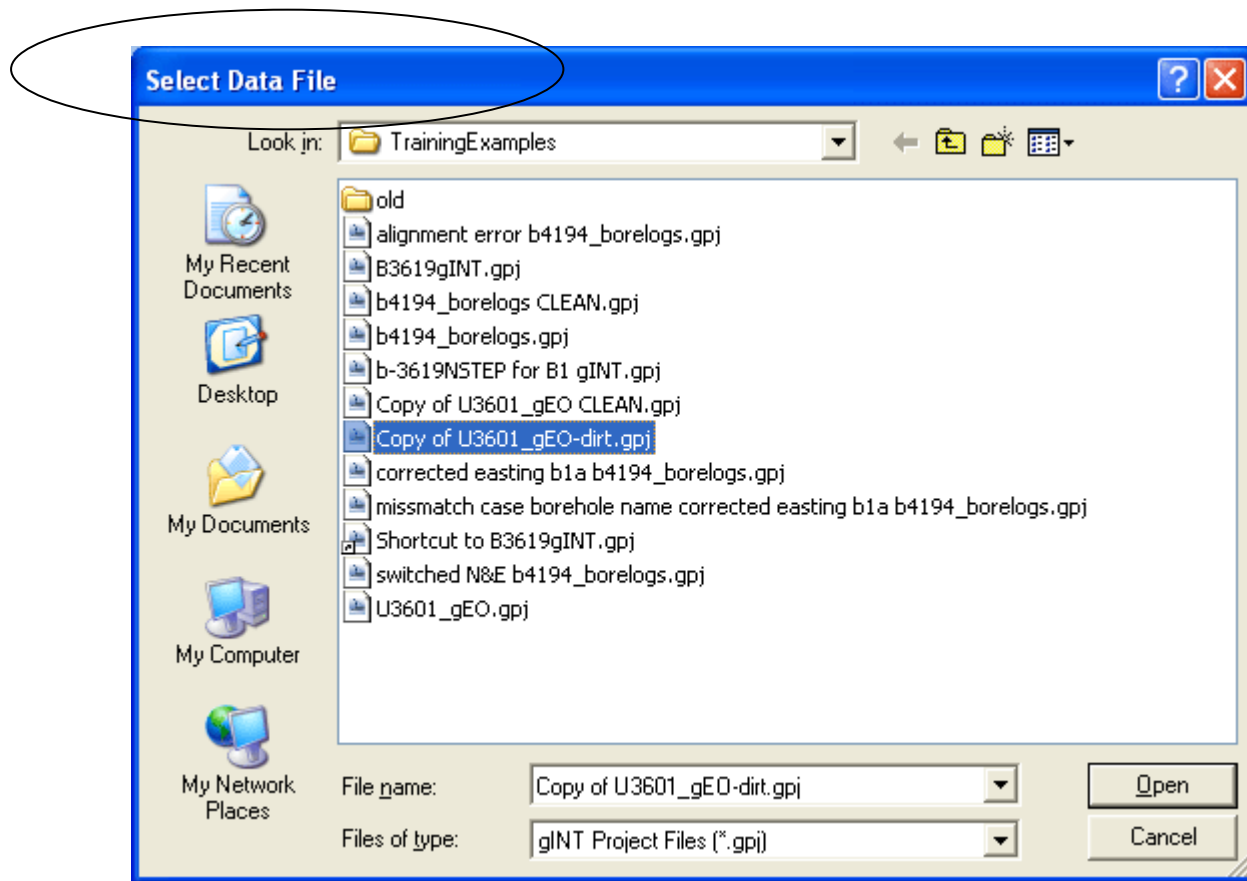 Select Data File
Look in:
TrainingExamples
My Recent
Documents
Desktop
My Documents
My Computer
My Network
Places
old
alignment error b4194_borelogs.gpj
B3619gINT.gpj
b4194_borelogs CLEAN.gpj
b4194_borelogs.gpj
b-3619NSTEP for B1 gINT.gpj
Copy of U3601_gEO CLEAN.gpj
Copy of U3601_gEO-dirt.gpj
corrected easting b1a b4194_borelogs.gpj
missmatch case borehole name corrected easting b1a b4194_borelogs.gpj
Shortcut to B3619gINT.gpj
switched N&E b4194_borelogs.gpj
U3601_gEO.gpj
File name:
Copy of U3601_gEO-dirt.gpj
Open
Files of type:
gINT Project Files (*.gpj)
Cancel